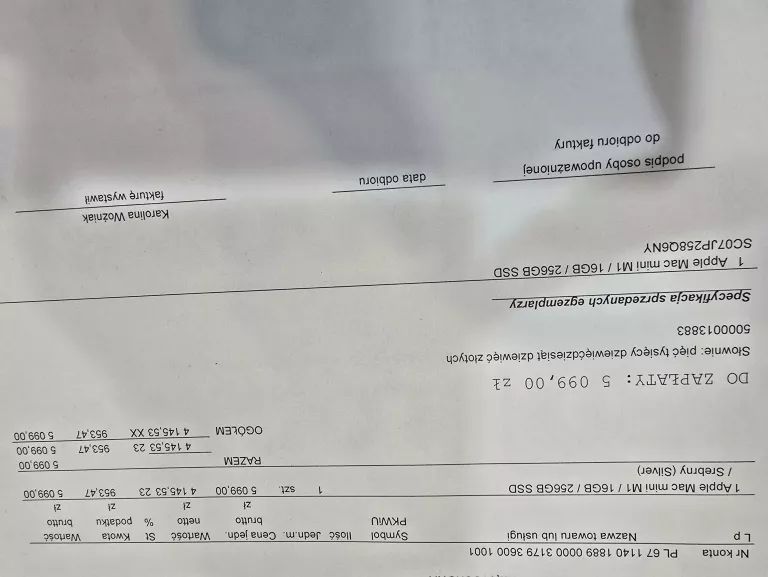 Nr konta PL 67 1140 1889 0000 3179 3600 1001
L p Nazwa towaru lub usługi Symbol PKWiU Ilość Jedn.m. Cena jedn. brutto zł Wartość netto zł St % Kwota podatku zł Wartość brutto zł
1 Apple Mac mini M1 / 16GB / 256GB SSD 1 szt. 5 099,00 4 145,53 23 953,47 5 099,00
/ Srebrny (Silver)
RAZEM 5 099,00
4 145,53 23 953,47 5 099,00
OGÓŁEM 4 145,53 XX 953,47 5 099,00
DO ZAPŁATY: 5 099,00 zł
Słownie: pięć tysięcy dziewięćdziesiąt dziewięć złotych
5000013883
Specyfikacja sprzedanych egzemplarzy
1 Apple Mac mini M1 / 16GB / 256GB SSD
SC07JP258Q6NY
Karolina Woźniak
fakturę wystawił
data odbioru
podpis osoby upoważnionej
do odbioru faktury